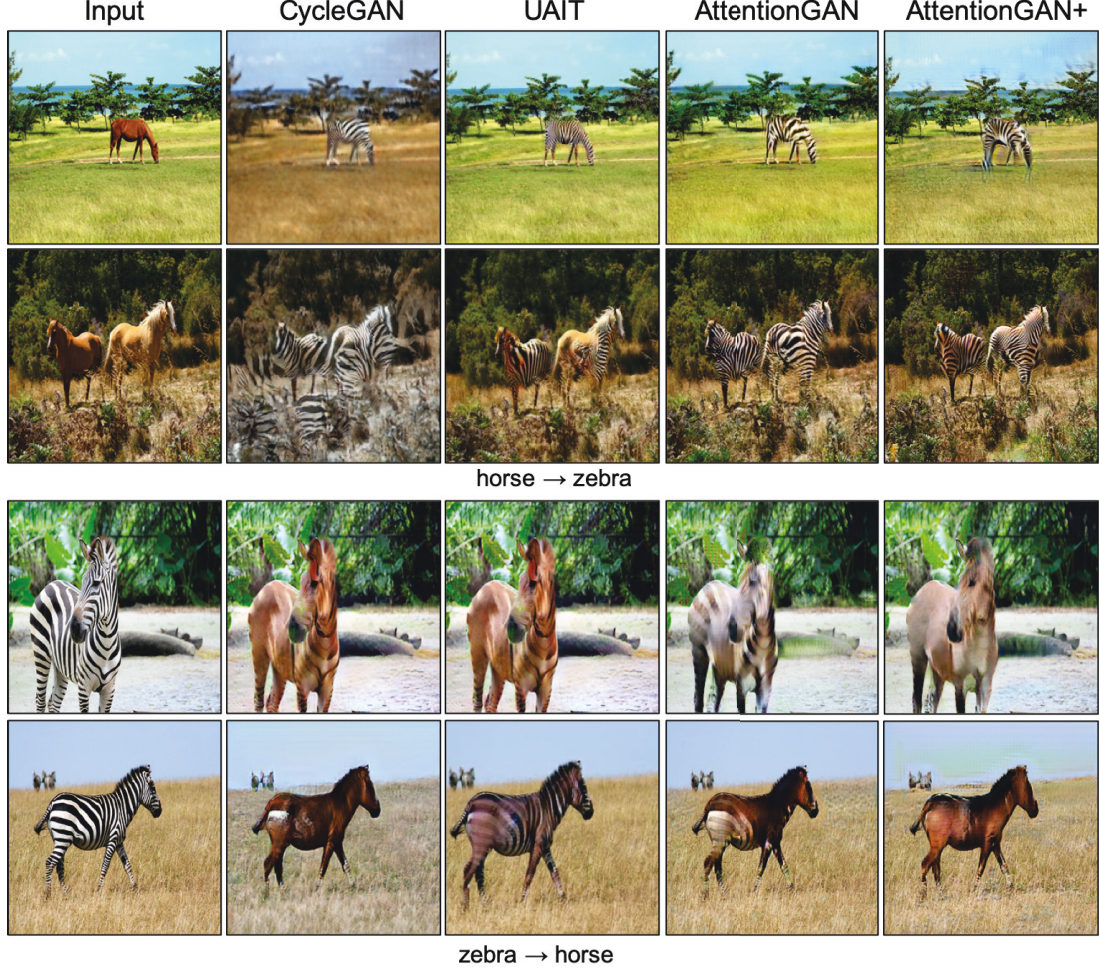 Input CycleGAN UAIT AttentionGAN AttentionGAN+
horse → zebra
zebra → horse